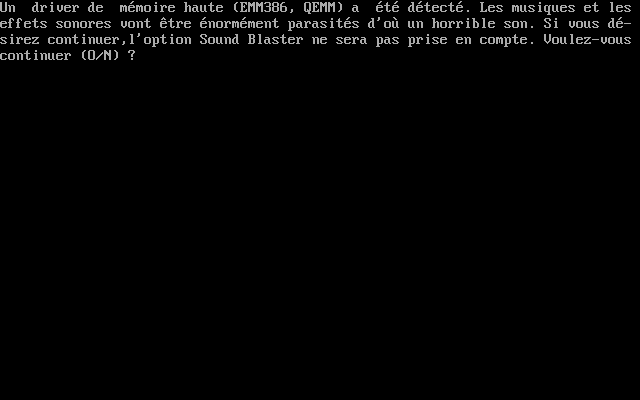 Un  driver de  mémoire haute (EMM386, QEMM) a  été détecté. Les musiques et les
effets sonores vont être énormément parasités d'où un horrible son. Si vous dé-
sirez continuer,l'option Sound Blaster ne sera pas prise en compte. Voulez-vous
continuer (O/N) ?